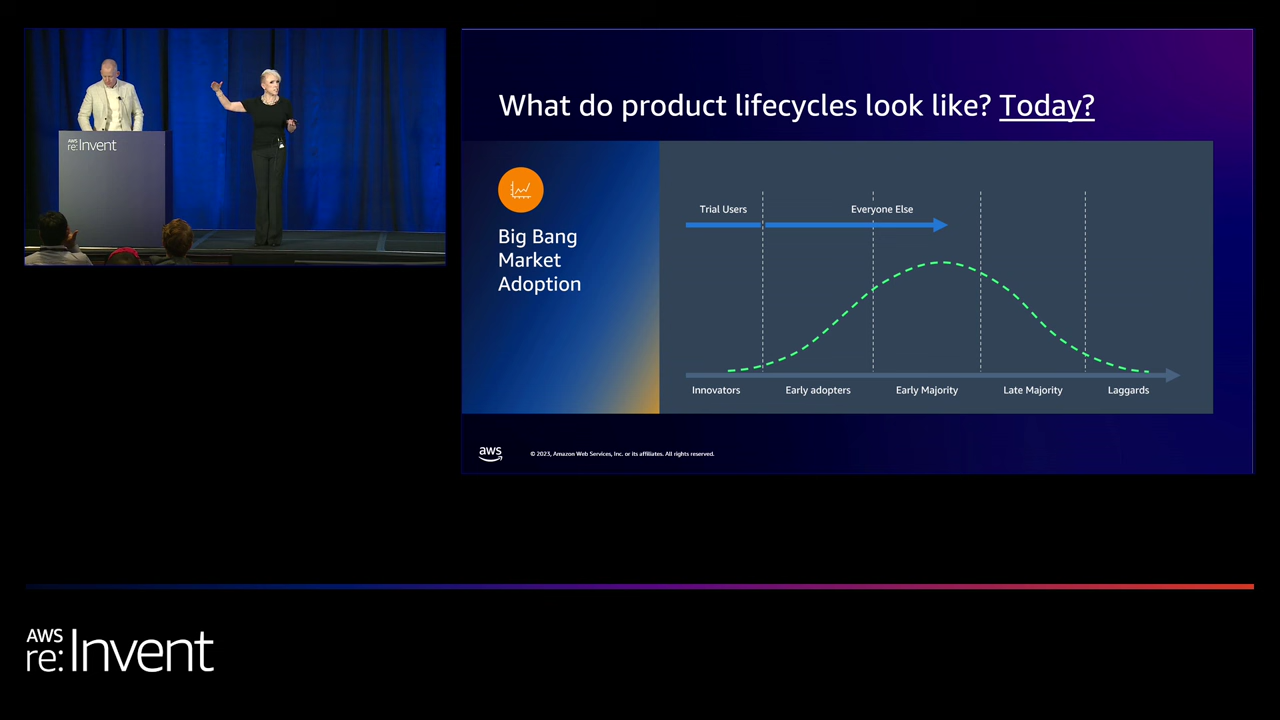 AWS
re:Invent
What do product lifecycles look like? Today?
Big Bang
Market
Adoption
Trial Users
Everyone Else
Innovators
Early adopters
Early Majority
Late Majority
Laggards
aws
© 2023, Amazon Web Services, Inc. or its affiliates. All rights reserved.
AWS
re:Invent